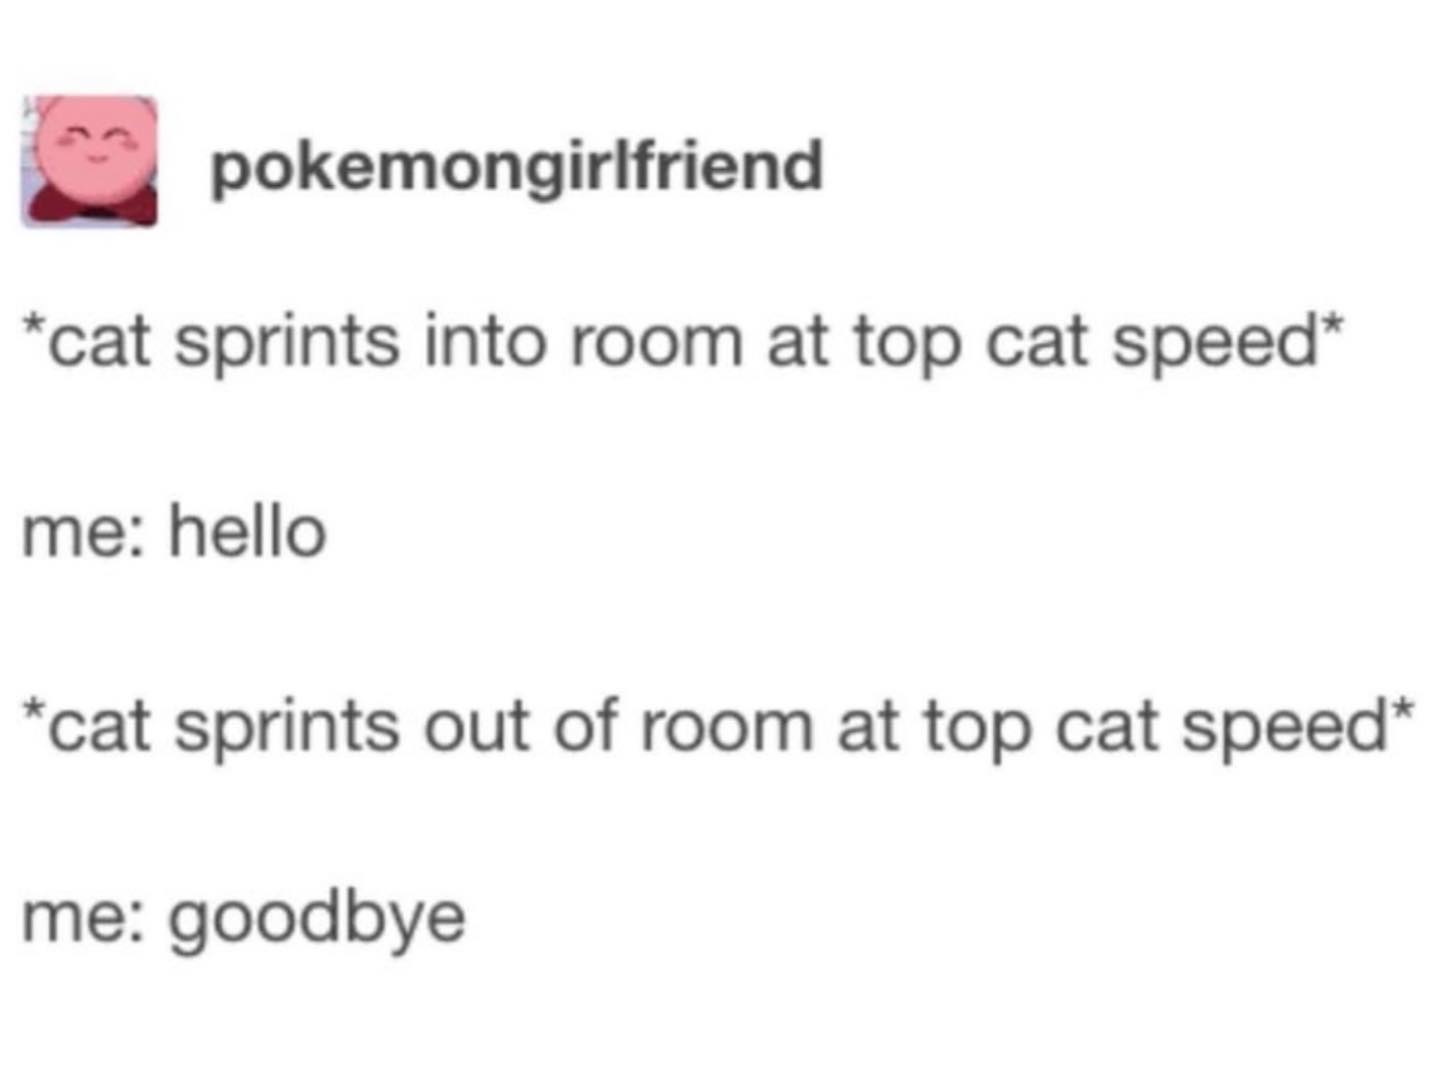 pokemongirlfriend
*cat sprints into room at top cat speed*
me: hello
*cat sprints out of room at top cat speed*
me: goodbye